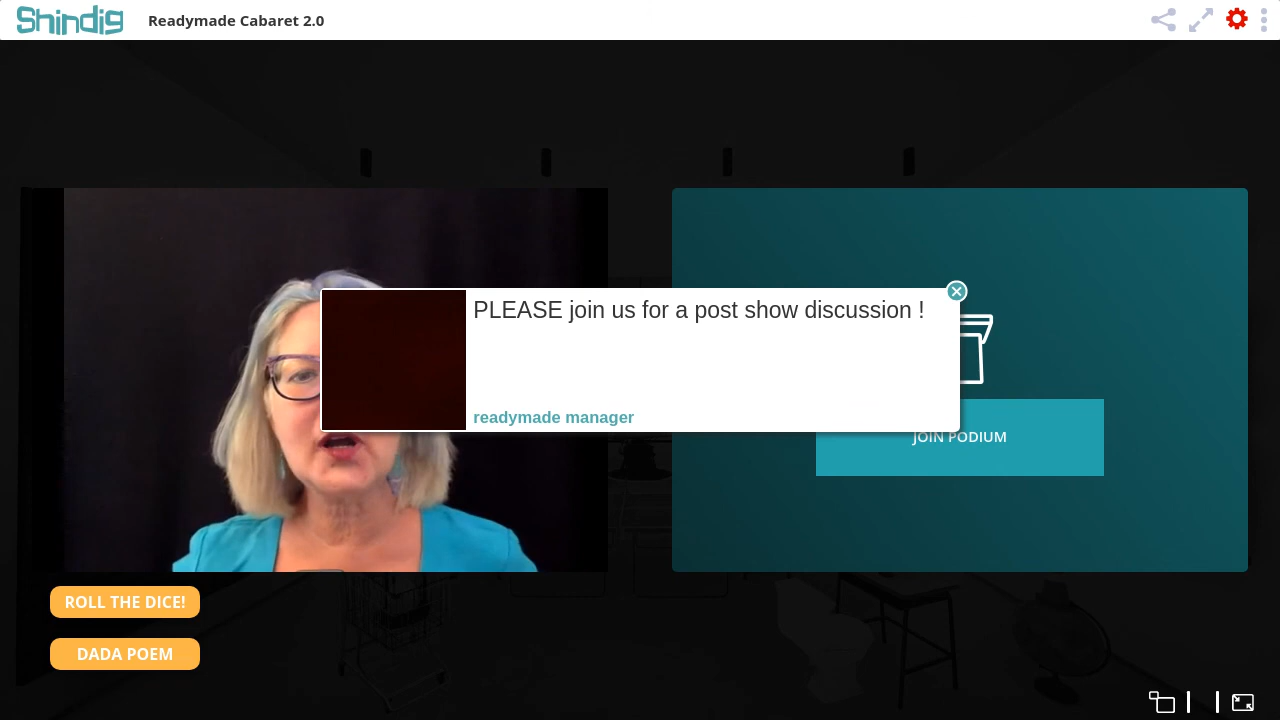 Shindig
Readymade Cabaret 2.0
PLEASE join us for a post show discussion !
readymade manager
JOIN PODIUM
ROLL THE DICE!
DADA POEM